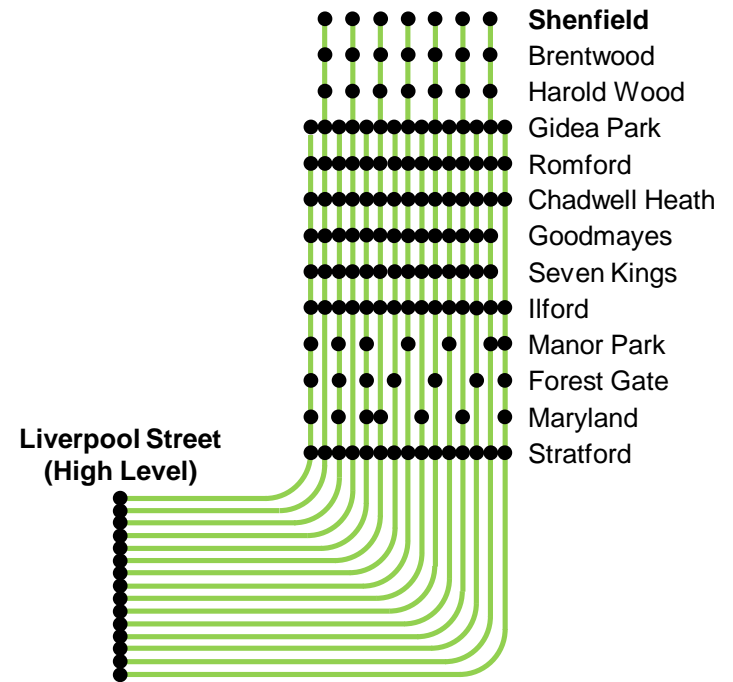 Shenfield
Brentwood
Harold Wood
Gidea Park
Romford
Chadwell Heath
Goodmayes
Seven Kings
Ilford
Manor Park
Forest Gate
Maryland
Stratford
Liverpool Street
(High Level)